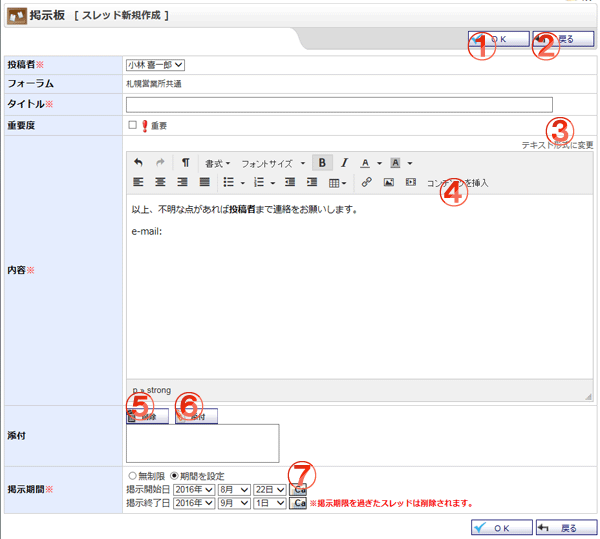 掲示板 [ スレッド新規作成 ]
① OK ② 戻る
投稿者※ 小林 喜一郎
フォーラム 札幌営業所共通
タイトル※
重要度 重要
③
テキスト形式に変更
書式 フォントサイズ B I A A
コンテンツを挿入
④
以上、不明な点があれば投稿者まで連絡をお願いします。
e-mail:
内容※
p » strong
⑤ 削除 ⑥ 添付
添付
⑦
無制限 期間を設定
掲示期間※
掲示開始日 2016年 8月 22日 Ca
掲示終了日 2016年 9月 1日 Ca ※掲示期限を過ぎたスレッドは削除されます。
OK 戻る